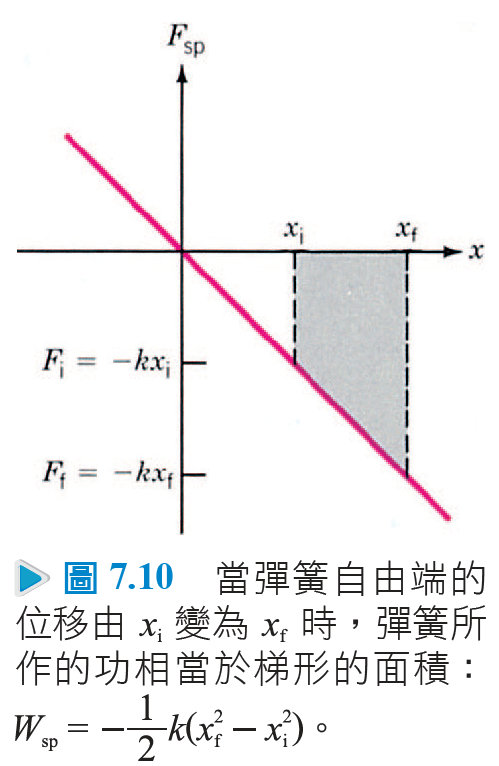 F_sp
x_i x_f
x
F_i = −kx_i
F_f = −kx_f
圖 7.10 當彈簧自由端的
位移由 x_i 變為 x_f 時，彈簧所
作的功相當於梯形的面積：
W_sp = −1/2 k(x_f^2 − x_i^2)。